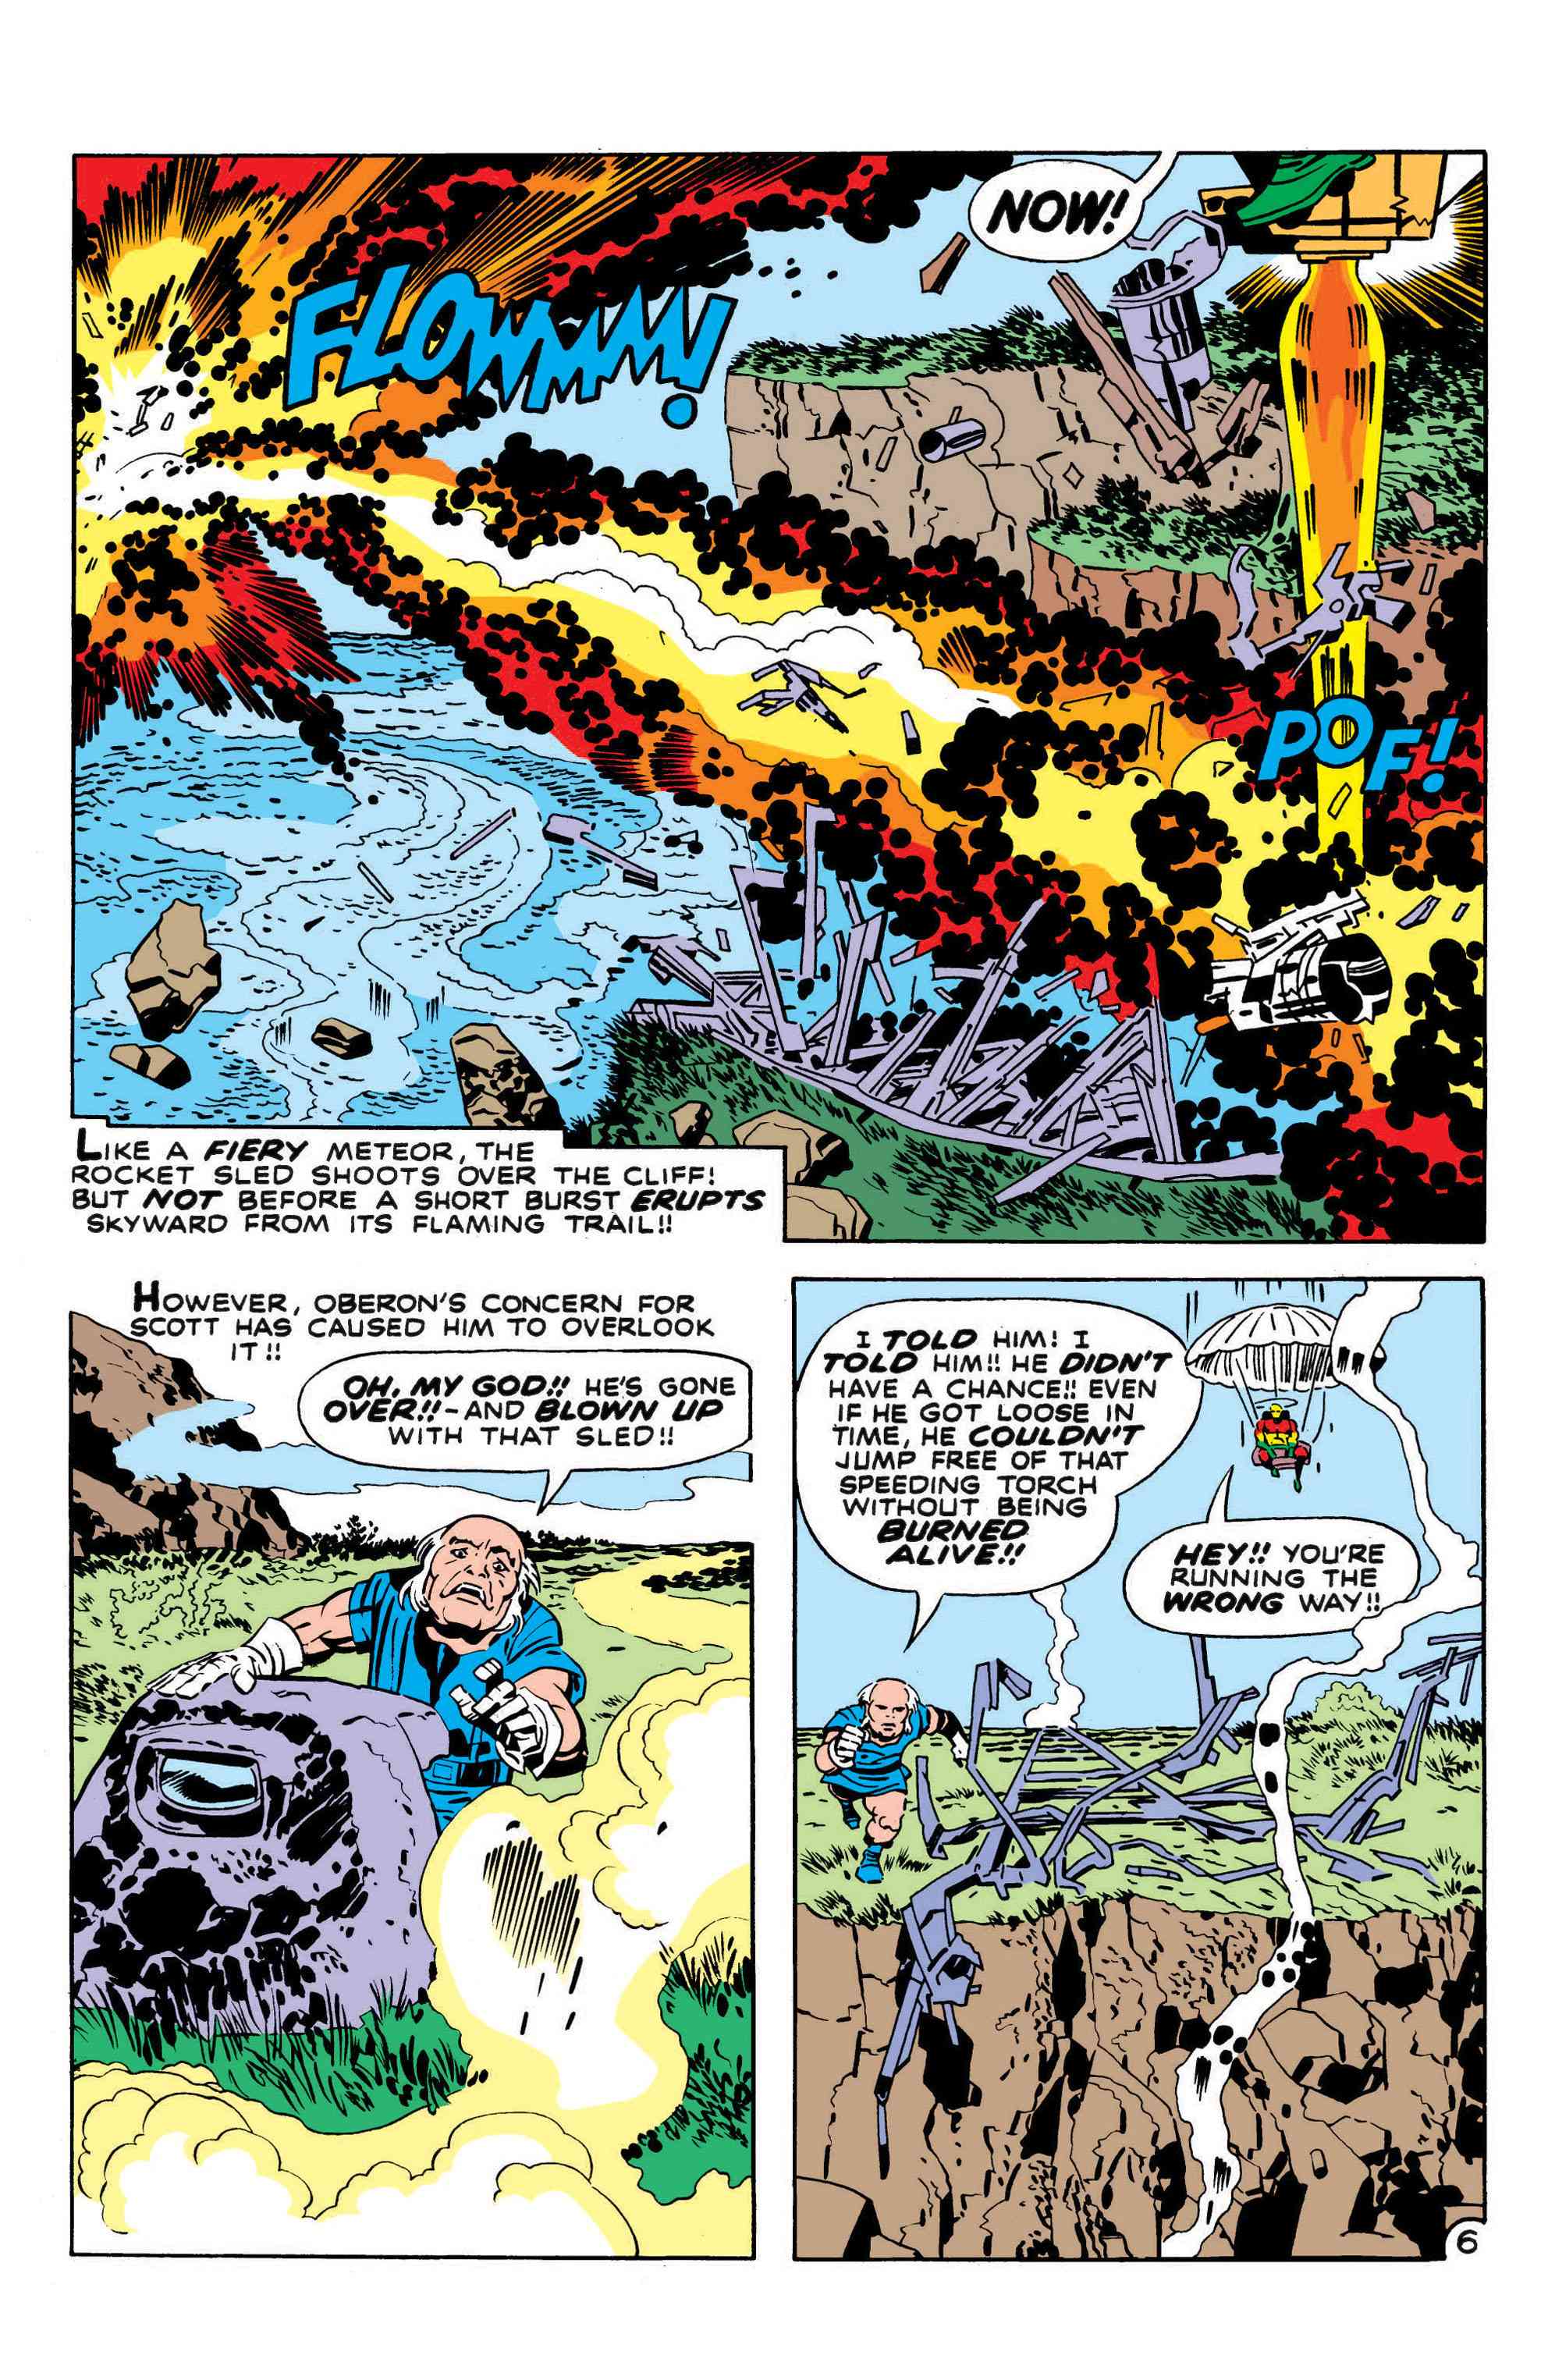 NOW!
FLOWMM!
POF!
LIKE A FIERY METEOR, THE
ROCKET SLED SHOOTS OVER THE CLIFF!
BUT NOT BEFORE A SHORT BURST ERUPTS
SKYWARD FROM ITS FLAMING TRAIL!!
HOWEVER, OBERON'S CONCERN FOR
SCOTT HAS CAUSED HIM TO OVERLOOK
IT!!
OH, MY GOD!! HE'S GONE
OVER!!-AND BLOWN UP
WITH THAT SLED!!
I TOLD HIM! I
TOLD HIM!! HE DIDN'T
HAVE A CHANCE!! EVEN
IF HE GOT LOOSE IN
TIME, HE COULDN'T
JUMP FREE OF THAT
SPEEDING TORCH
WITHOUT BEING
BURNED
ALIVE!!
HEY!! YOU'RE
RUNNING THE
WRONG WAY!!
6